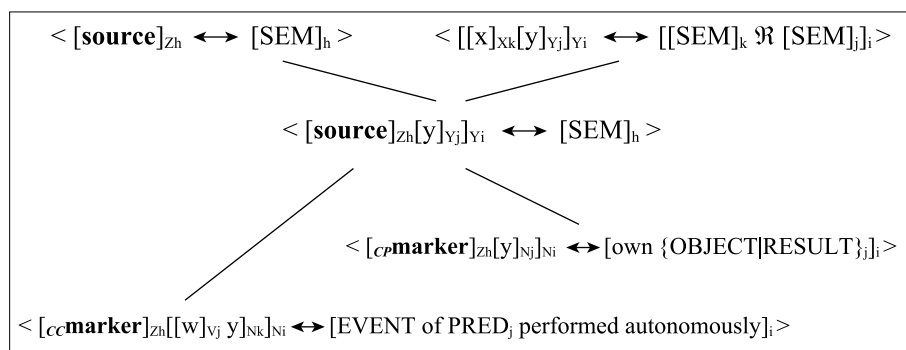 < [source]Zh ⟷ [SEM]h > < [[x]Xk[y]Yj]Yi ⟷ [[SEM]k ℜ [SEM]j]i >
< [source]Zh[y]Yj]Yi ⟷ [SEM]h >
< [CPmarker]Zh[y]Nj]Ni ⟷ [own {OBJECT|RESULT}j]i >
< [CCmarker]Zh[[w]Vj y]Nk]Ni ⟷ [EVENT of PREDj performed autonomously]i >